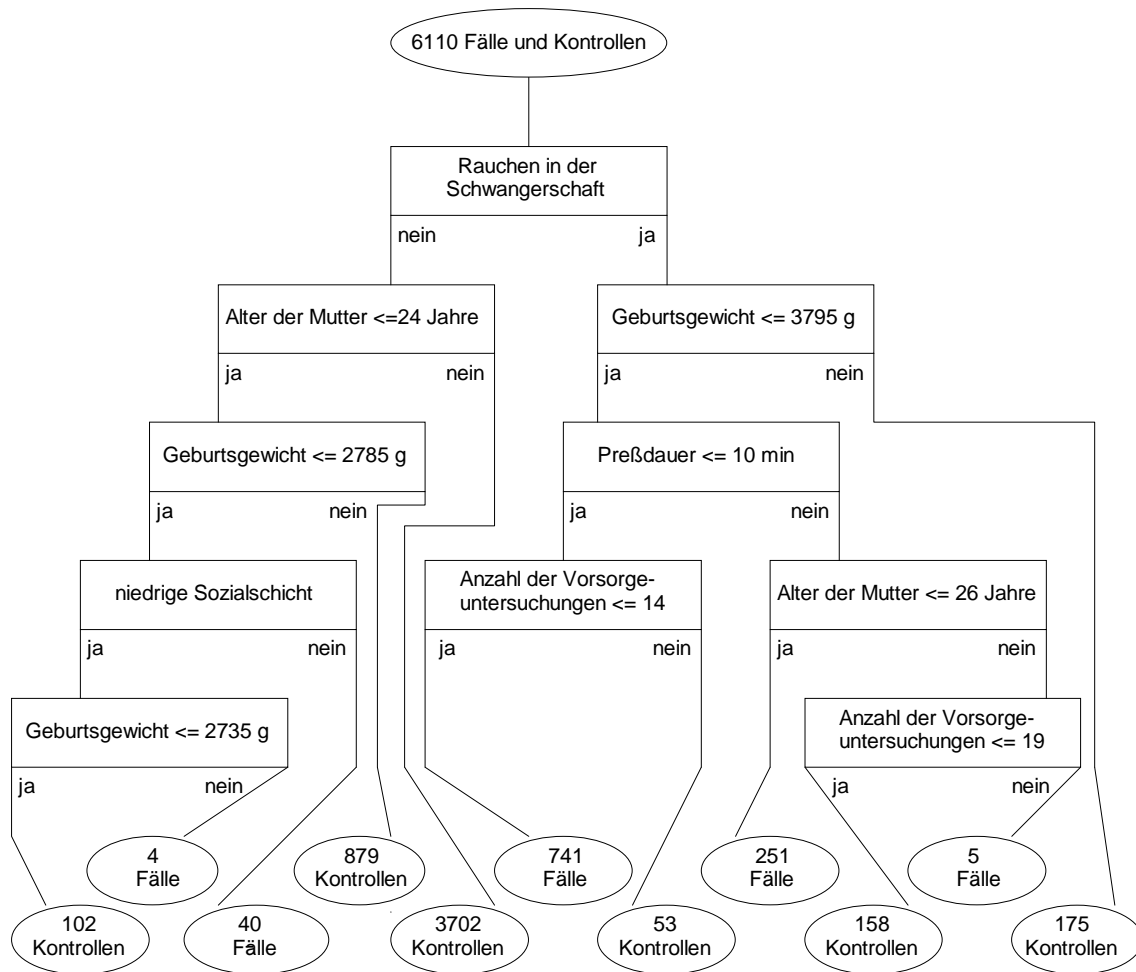 6110 Fälle und Kontrollen
Rauchen in der
Schwangerschaft
nein
ja
Alter der Mutter <=24 Jahre
Geburtsgewicht <= 3795 g
ja
nein
ja
nein
Geburtsgewicht <= 2785 g
Preßdauer <= 10 min
ja
nein
ja
nein
niedrige Sozialschicht
Anzahl der Vorsorge-
untersuchungen <= 14
Alter der Mutter <= 26 Jahre
ja
nein
ja
nein
ja
nein
Geburtsgewicht <= 2735 g
Anzahl der Vorsorge-
untersuchungen <= 19
ja
nein
ja
nein
4
Fälle
879
Kontrollen
741
Fälle
251
Fälle
5
Fälle
102
Kontrollen
40
Fälle
3702
Kontrollen
53
Kontrollen
158
Kontrollen
175
Kontrollen